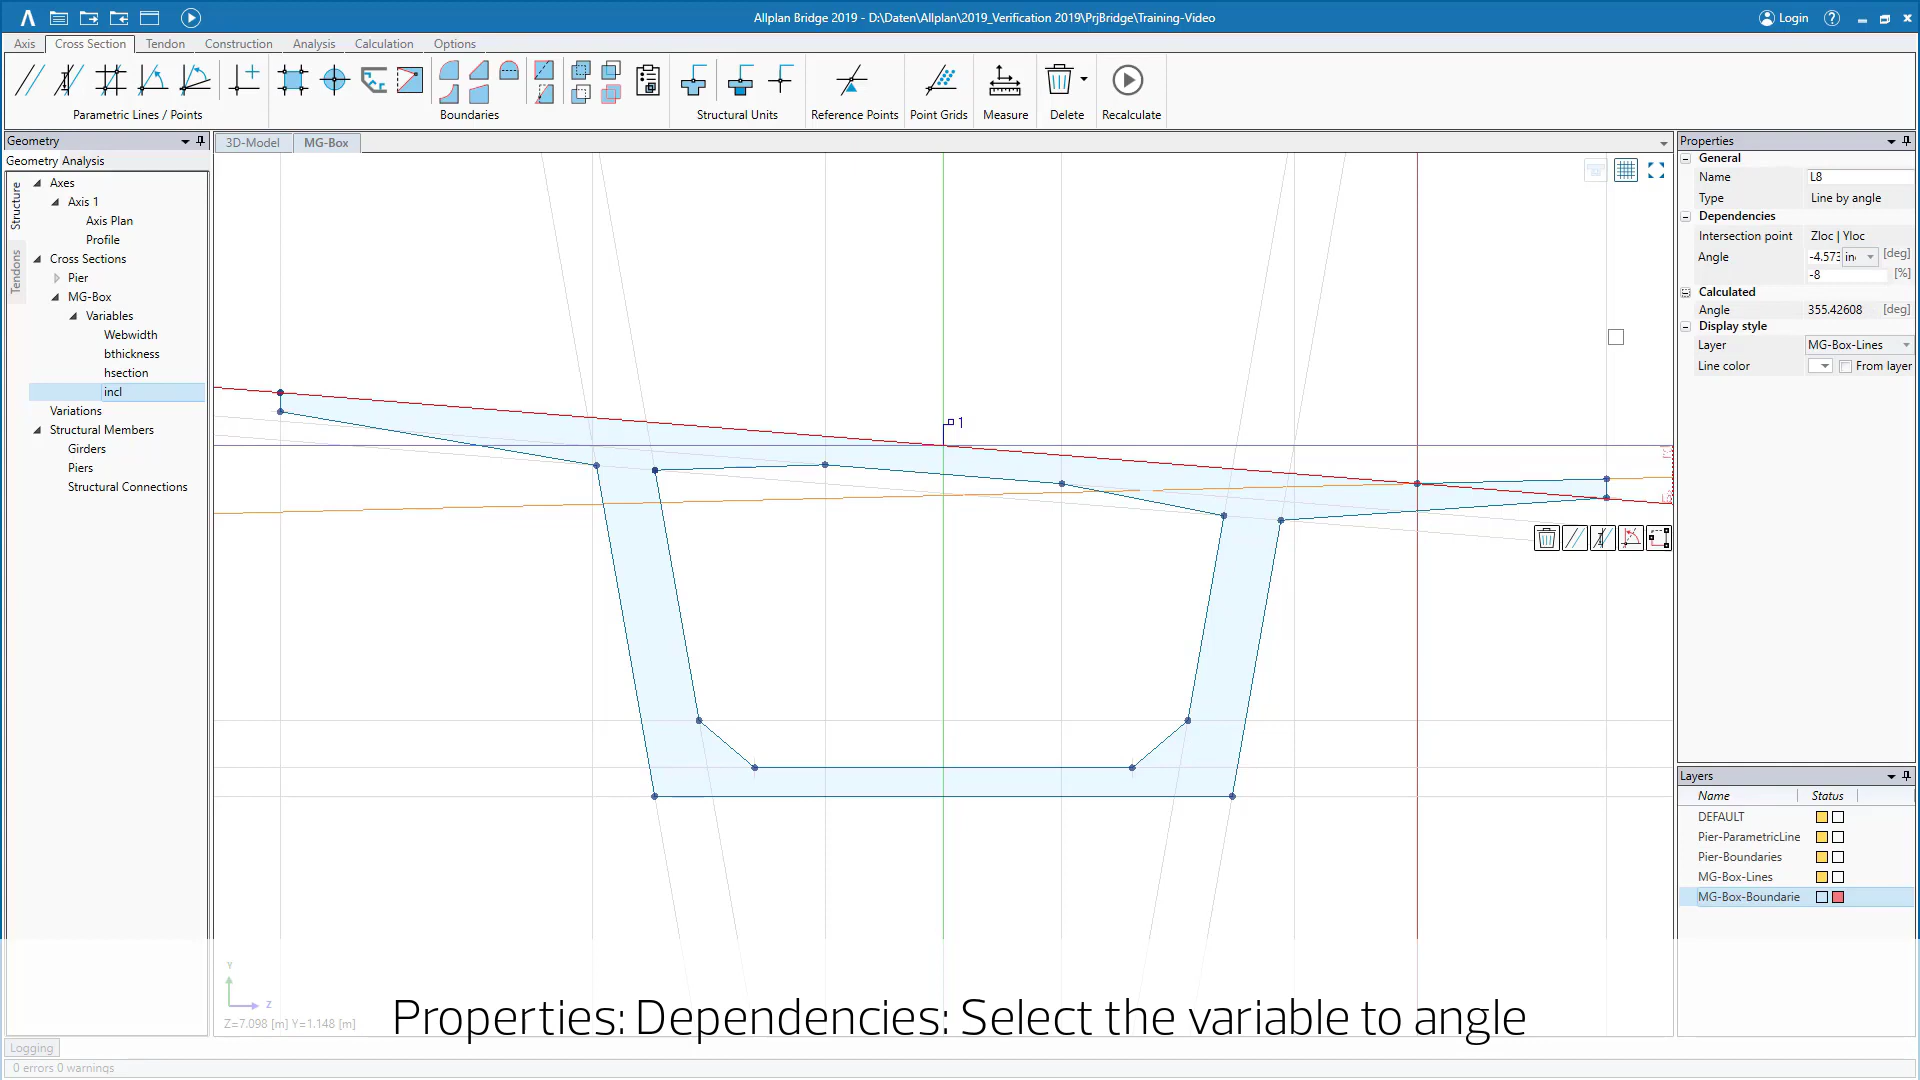 Allplan Bridge 2019 - D:\Daten\Allplan\2019_Verification 2019\PrjBridge\Training-Video
Login
Axis Cross Section Tendon Construction Analysis Calculation Options
Parametric Lines / Points
Boundaries
Structural Units
Reference Points
Point Grids
Measure
Delete
Recalculate
Geometry
Geometry Analysis
Structure
Tendons
Axes
Axis 1
Axis Plan
Profile
Cross Sections
Pier
MG-Box
Variables
Webwidth
bthickness
hsection
incl
Variations
Structural Members
Girders
Piers
Structural Connections
3D-Model MG-Box
1
Y
Z
Z=7.098 [m] Y=1.148 [m]
Properties
General
Name L8
Type Line by angle
Dependencies
Intersection point Zloc | Yloc
Angle -4.573 in [deg]
-8 [%]
Calculated
Angle 355.42608 [deg]
Display style
Layer MG-Box-Lines
Line color From layer
Layers
Name Status
DEFAULT
Pier-ParametricLine
Pier-Boundaries
MG-Box-Lines
MG-Box-Boundarie
Properties: Dependencies: Select the variable to angle
Logging
0 errors 0 warnings